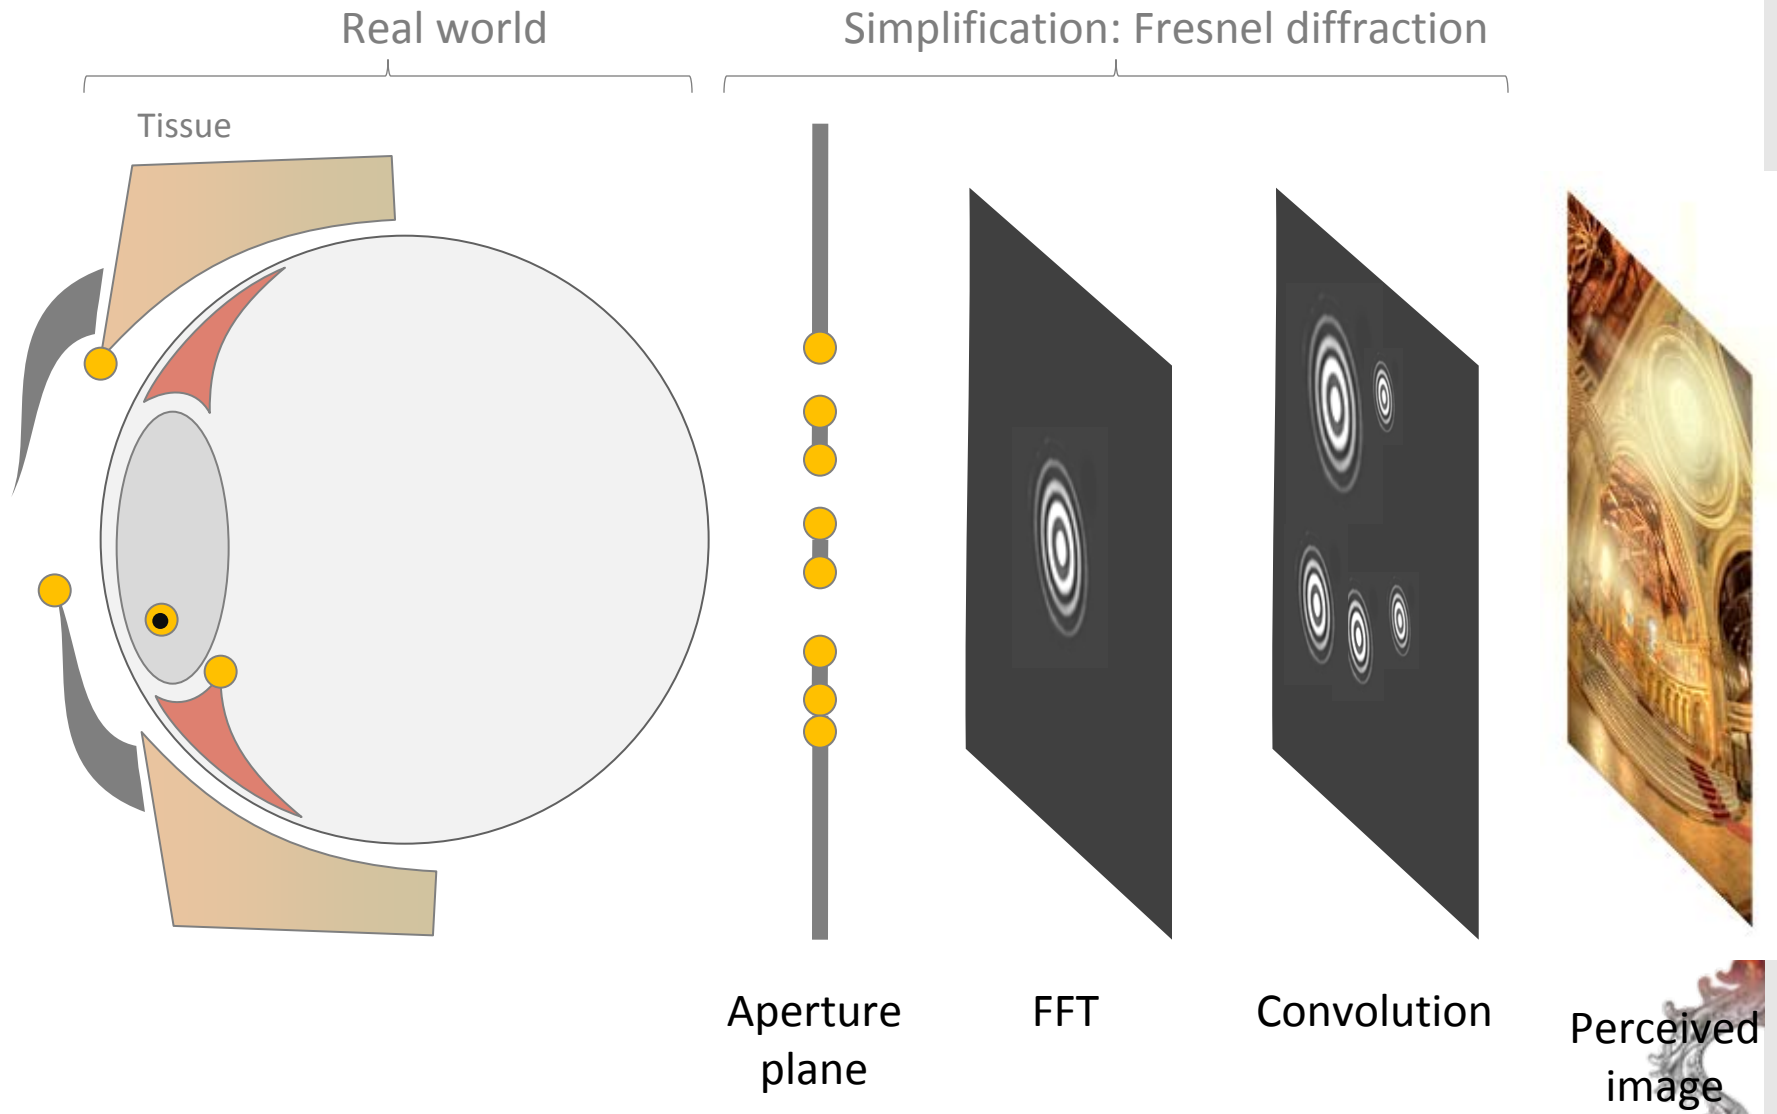 Real world
Simplification: Fresnel diffraction
Tissue
Aperture
plane
FFT
Convolution
Perceived
image